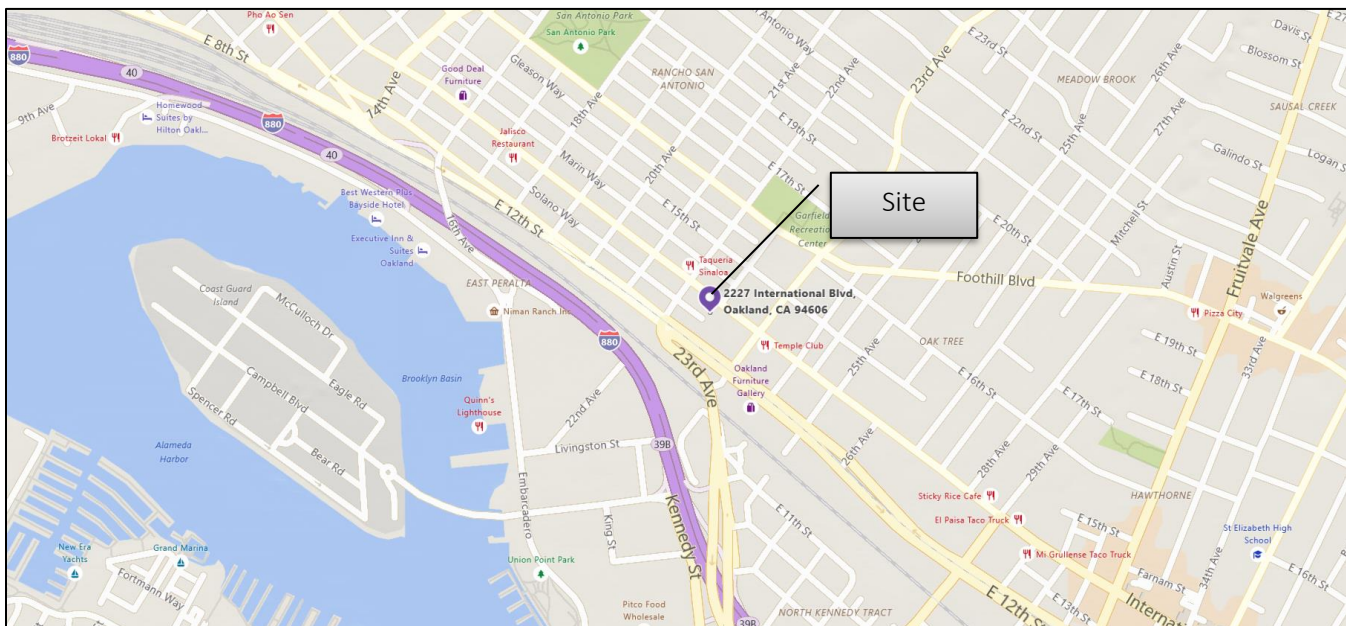 Pho Ao Sen
San Antonio Park
San Antonio Park
San Antonio Way
E 27th
Davis St
Blossom St
E 8th St
880
40
14th Ave
Good Deal
Furniture
Gleason Way
RANCHO SAN
ANTONIO
21st Ave
22nd Ave
23rd Ave
E 23rd St
MEADOW BROOK
26th Ave
SAUSAL CREEK
9th Ave
Homewood
Suites by
Hilton Oakl...
Brotzeit Lokal
880
40
Jalisco
Restaurant
18th Ave
Marin Way
20th Ave
E 19th St
E 22nd St
25th Ave
27th Ave
Galindo St
Logan St
E 17th St
Site
Best Western Plus
Bayside Hotel
Executive Inn &
Suites
Oakland
16th Ave
E 12th St
Solano Way
E 15th St
Garfield
Recreation
Center
E 20th St
Mitchell St
Austin St
Fruitvale Ave
Coast Guard
Island
McCulloch Dr
EAST PERALTA
Niman Ranch Inc
Taqueria
Sinaloa
2227 International Blvd,
Oakland, CA 94606
Foothill Blvd
Walgreens
Pizza City
880
Temple Club
OAK TREE
E 19th St
33rd Ave
Brooklyn Basin
Eagle Rd
Campbell Blvd
Spencer Rd
23rd Ave
Oakland
Furniture
Gallery
25th Ave
E 16th St
E 18th St
E 17th St
Quinn's
Lighthouse
22nd Ave
Livingston St
39B
26th Ave
28th Ave
29th Ave
Alameda
Harbor
Bear Rd
Embarcadero
Kennedy St
King St
E 11th St
Sticky Rice Cafe
HAWTHORNE
El Paisa Taco Truck
E 15th St
Mi Grullense Taco Truck
St Elizabeth High
School
New Era
Yachts
Grand Marina
Fortmann Way
Union Point Park
Pitco Food
Wholesale
39B
NORTH KENNEDY TRACT
E 12th St
E 13th St
Farnam St
34th Ave
E 16th St